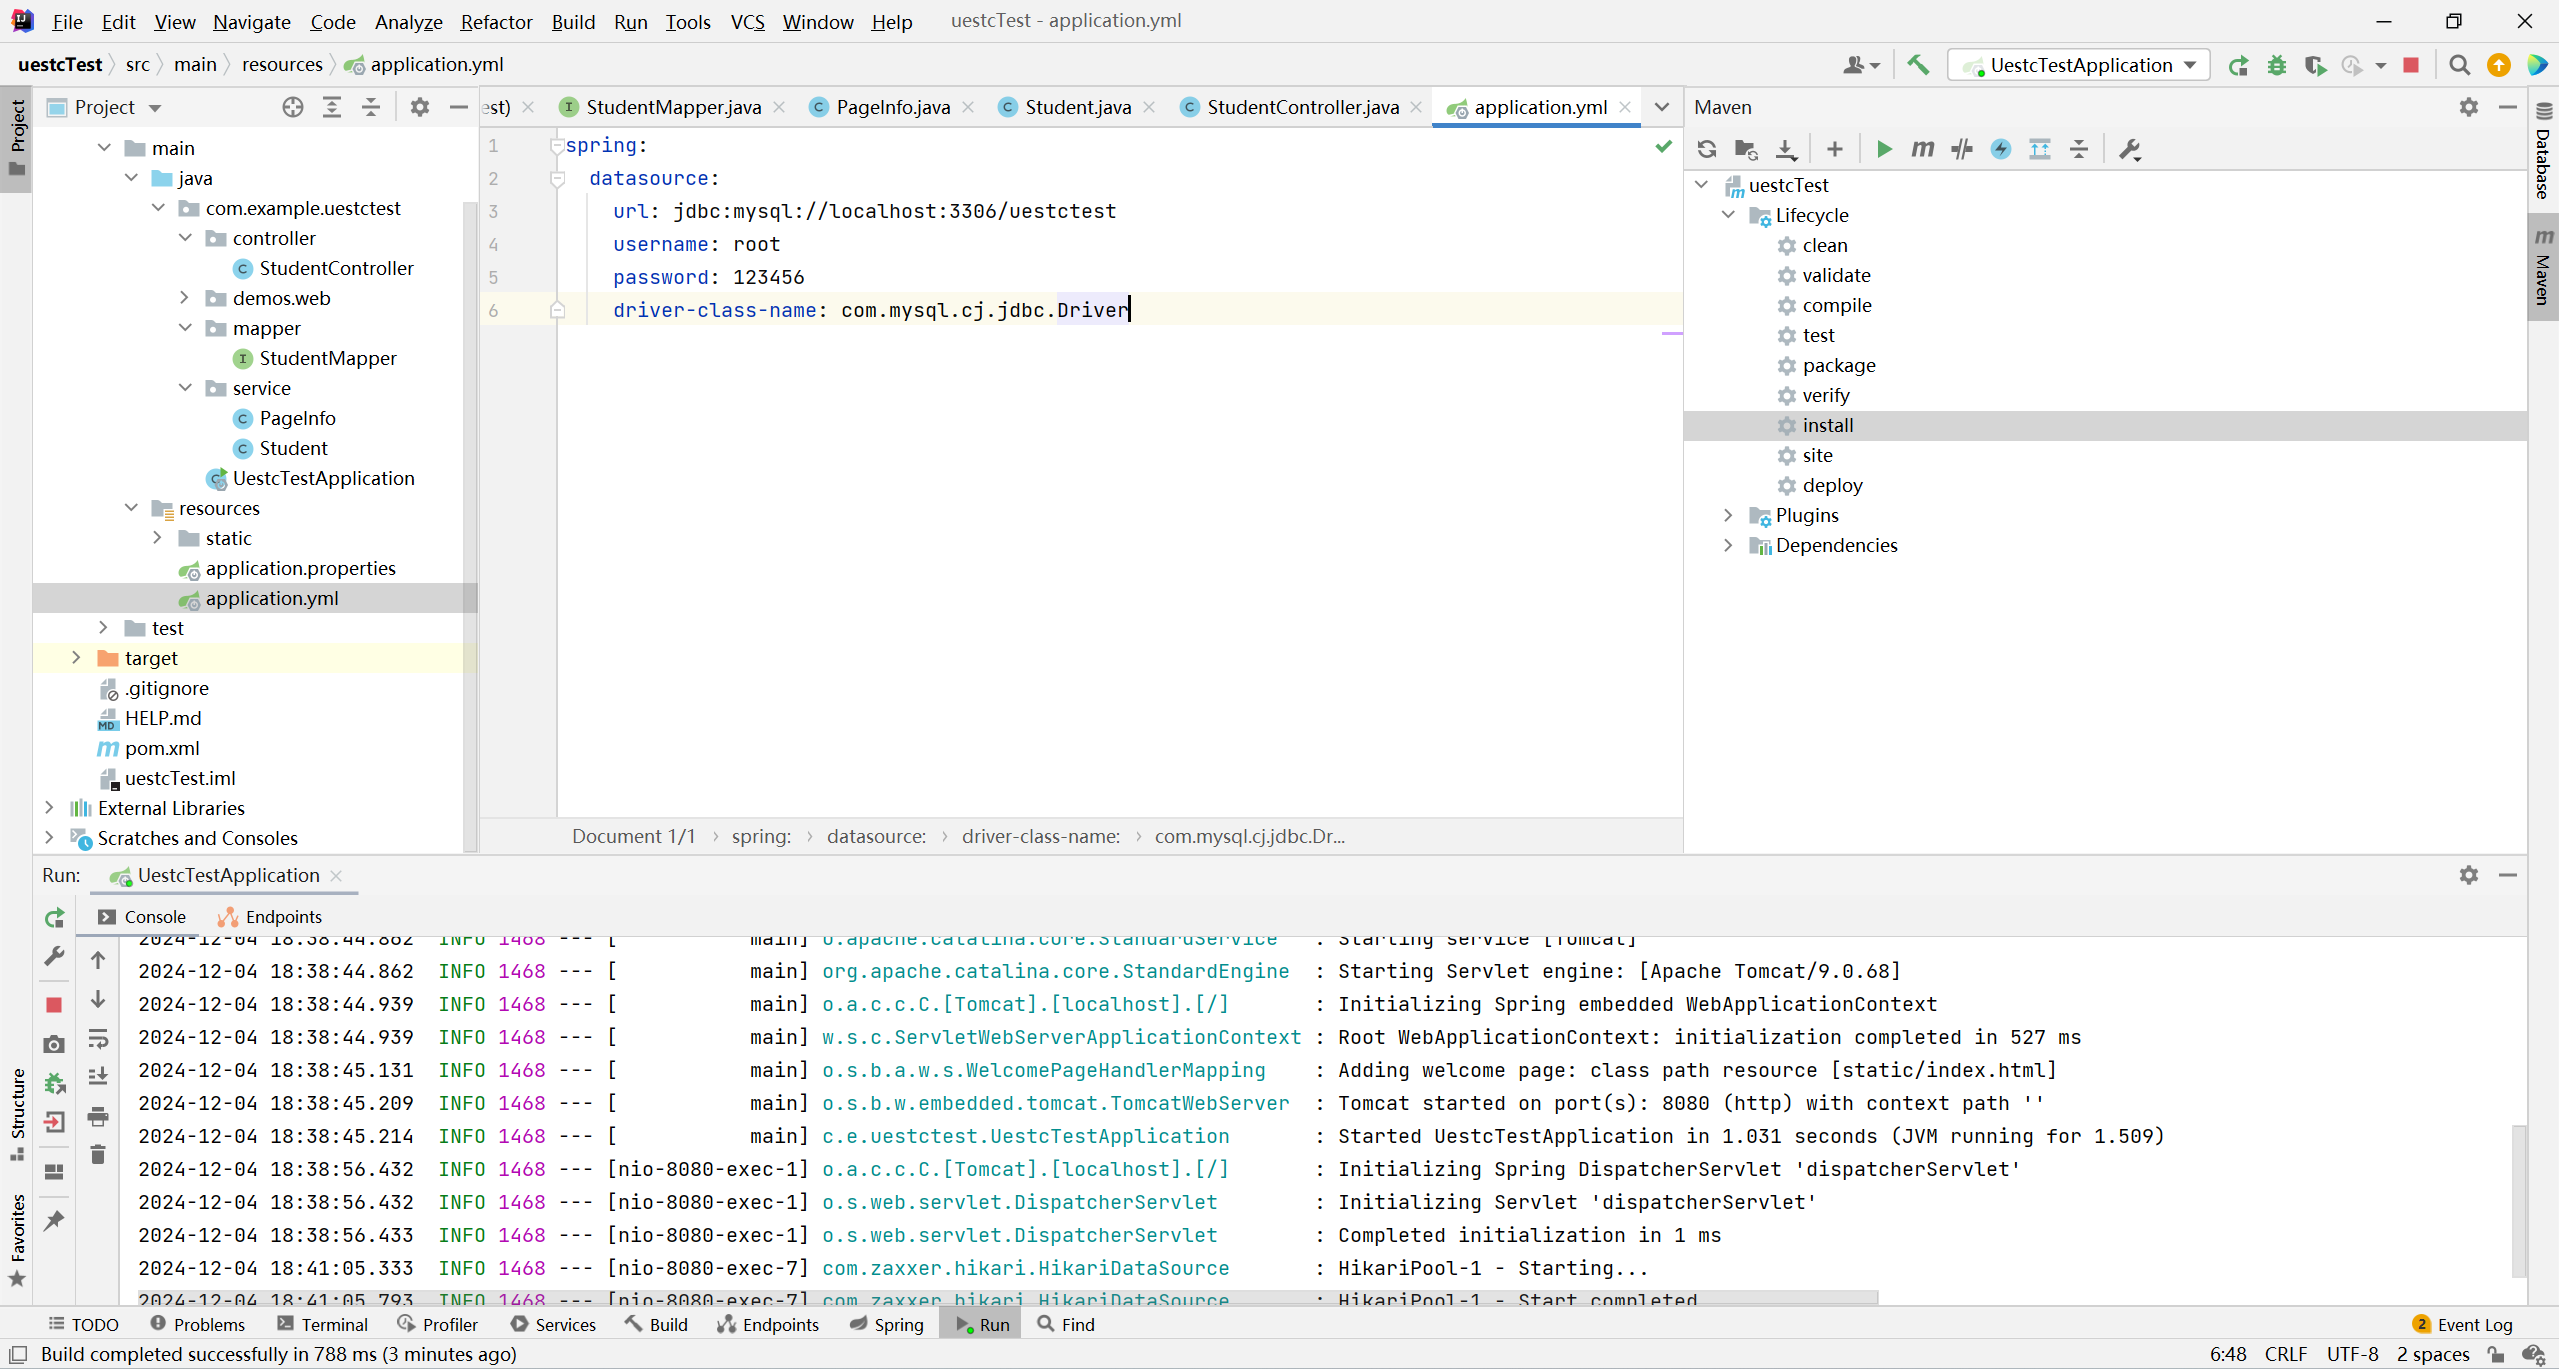 File Edit View Navigate Code Analyze Refactor Build Run Tools VCS Window Help uestcTest - application.yml
uestcTest src main resources application.yml UestcTestApplication
Project
est) StudentMapper.java PageInfo.java Student.java StudentController.java application.yml
Maven
Project
Structure
Favorites
main
java
com.example.uestctest
controller
StudentController
demos.web
mapper
StudentMapper
service
PageInfo
Student
UestcTestApplication
resources
static
application.properties
application.yml
test
target
.gitignore
HELP.md
pom.xml
uestcTest.iml
External Libraries
Scratches and Consoles
1 spring:
2 datasource:
3 url: jdbc:mysql://localhost:3306/uestctest
4 username: root
5 password: 123456
6 driver-class-name: com.mysql.cj.jdbc.Driver
Document 1/1 spring: datasource: driver-class-name: com.mysql.cj.jdbc.Dr...
uestcTest
Lifecycle
clean
validate
compile
test
package
verify
install
site
deploy
Plugins
Dependencies
Database
Maven
Run: UestcTestApplication
Console Endpoints
2024-12-04 18:38:44.862 INFO 1468 --- [ main] o.apache.catalina.core.StandardService : Starting service [Tomcat]
2024-12-04 18:38:44.862 INFO 1468 --- [ main] org.apache.catalina.core.StandardEngine : Starting Servlet engine: [Apache Tomcat/9.0.68]
2024-12-04 18:38:44.939 INFO 1468 --- [ main] o.a.c.c.C.[Tomcat].[localhost].[/] : Initializing Spring embedded WebApplicationContext
2024-12-04 18:38:44.939 INFO 1468 --- [ main] w.s.c.ServletWebServerApplicationContext : Root WebApplicationContext: initialization completed in 527 ms
2024-12-04 18:38:45.131 INFO 1468 --- [ main] o.s.b.a.w.s.WelcomePageHandlerMapping : Adding welcome page: class path resource [static/index.html]
2024-12-04 18:38:45.209 INFO 1468 --- [ main] o.s.b.w.embedded.tomcat.TomcatWebServer : Tomcat started on port(s): 8080 (http) with context path ''
2024-12-04 18:38:45.214 INFO 1468 --- [ main] c.e.uestctest.UestcTestApplication : Started UestcTestApplication in 1.031 seconds (JVM running for 1.509)
2024-12-04 18:38:56.432 INFO 1468 --- [nio-8080-exec-1] o.a.c.c.C.[Tomcat].[localhost].[/] : Initializing Spring DispatcherServlet 'dispatcherServlet'
2024-12-04 18:38:56.432 INFO 1468 --- [nio-8080-exec-1] o.s.web.servlet.DispatcherServlet : Initializing Servlet 'dispatcherServlet'
2024-12-04 18:38:56.433 INFO 1468 --- [nio-8080-exec-1] o.s.web.servlet.DispatcherServlet : Completed initialization in 1 ms
2024-12-04 18:41:05.333 INFO 1468 --- [nio-8080-exec-7] com.zaxxer.hikari.HikariDataSource : HikariPool-1 - Starting...
2024-12-04 18:41:05.793 INFO 1468 --- [nio-8080-exec-7] com.zaxxer.hikari.HikariDataSource : HikariPool-1 - Start completed
TODO Problems Terminal Profiler Services Build Endpoints Spring Run Find 2 Event Log
Build completed successfully in 788 ms (3 minutes ago) 6:48 CRLF UTF-8 2 spaces